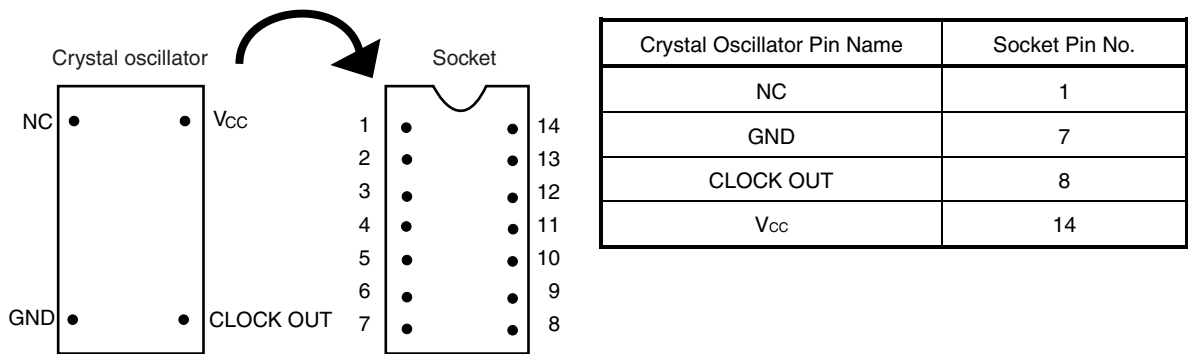 Crystal oscillator
NC
VCC
GND
CLOCK OUT
Socket
1
2
3
4
5
6
7
14
13
12
11
10
9
8
Crystal Oscillator Pin Name Socket Pin No.
NC 1
GND 7
CLOCK OUT 8
VCC 14